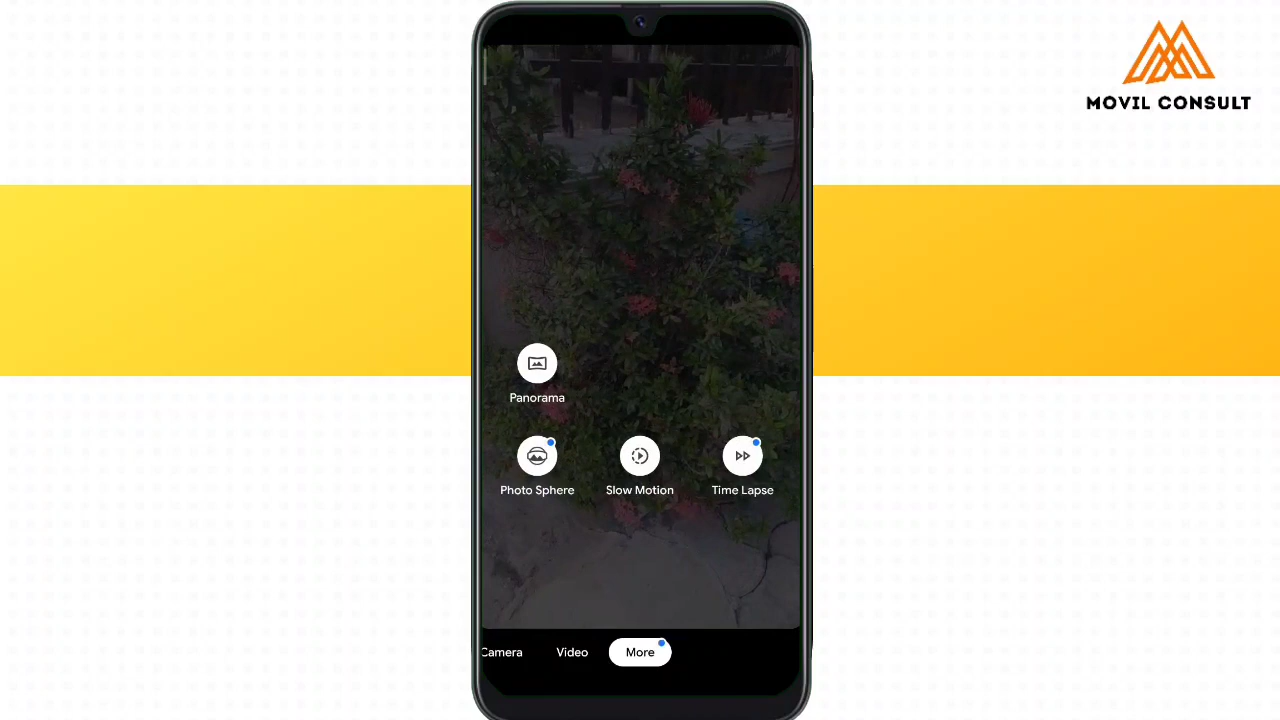 MOVIL CONSULT
Panorama
Photo Sphere
Slow Motion
Time Lapse
Camera
Video
More